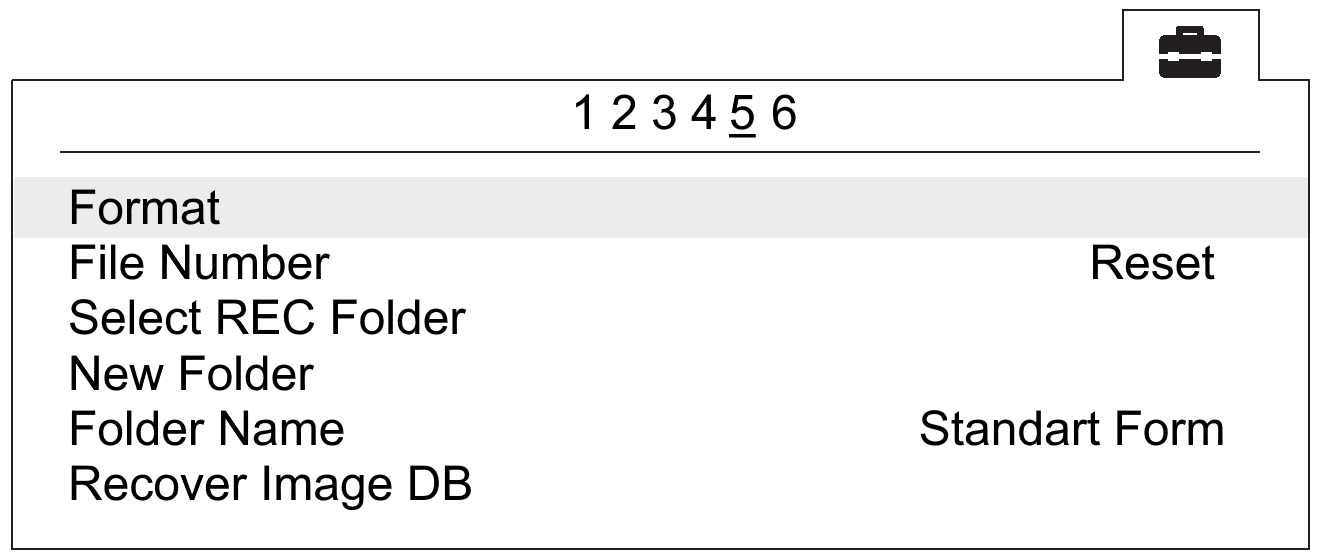 1 2 3 4 5 6
Format
File Number Reset
Select REC Folder
New Folder
Folder Name Standart Form
Recover Image DB